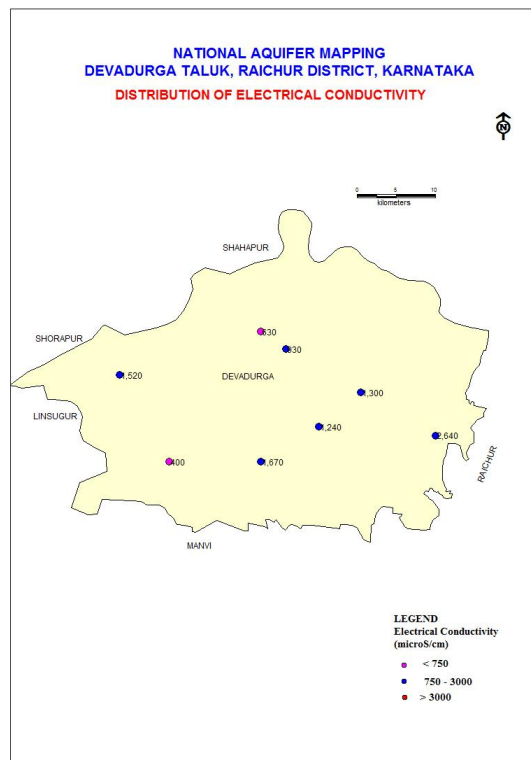 NATIONAL AQUIFER MAPPING
DEVADURGA TALUK, RAICHUR DISTRICT, KARNATAKA
DISTRIBUTION OF ELECTRICAL CONDUCTIVITY
N
0 5 10
kilometers
SHAHAPUR
SHORAPUR
1,520
DEVADURGA
1,300
LINSUGUR
1,240
2,640
400
1,670
RAICHUR
MANVI
LEGEND
Electrical Conductivity
(microS/cm)
< 750
750 - 3000
> 3000